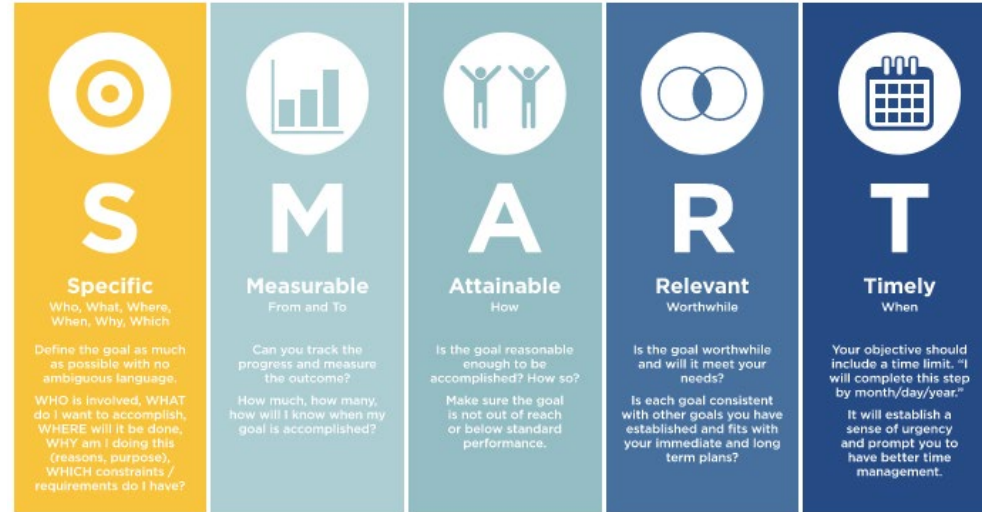 S
Specific
Who, What, Where,
When, Why, Which
Define the goal as much
as possible with no
ambiguous language.
WHO is involved, WHAT
do I want to accomplish,
WHERE will it be done,
WHY am I doing this
(reasons, purpose),
WHICH constraints /
requirements do I have?
M
Measurable
From and To
Can you track the
progress and measure
the outcome?
How much, how many,
how will I know when my
goal is accomplished?
A
Attainable
How
Is the goal reasonable
enough to be
accomplished? How so?
Make sure the goal
is not out of reach
or below standard
performance.
R
Relevant
Worthwhile
Is the goal worthwhile
and will it meet your
needs?
Is each goal consistent
with other goals you have
established and fits with
your immediate and long
term plans?
T
Timely
When
Your objective should
include a time limit. “I
will complete this step
by month/day/year.”
It will establish a
sense of urgency
and prompt you to
have better time
management.